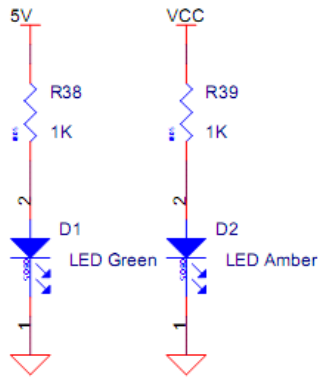 5V VCC
R38 R39
1K 1K
2 2
D1 D2
LED Green LED Amber
1 1